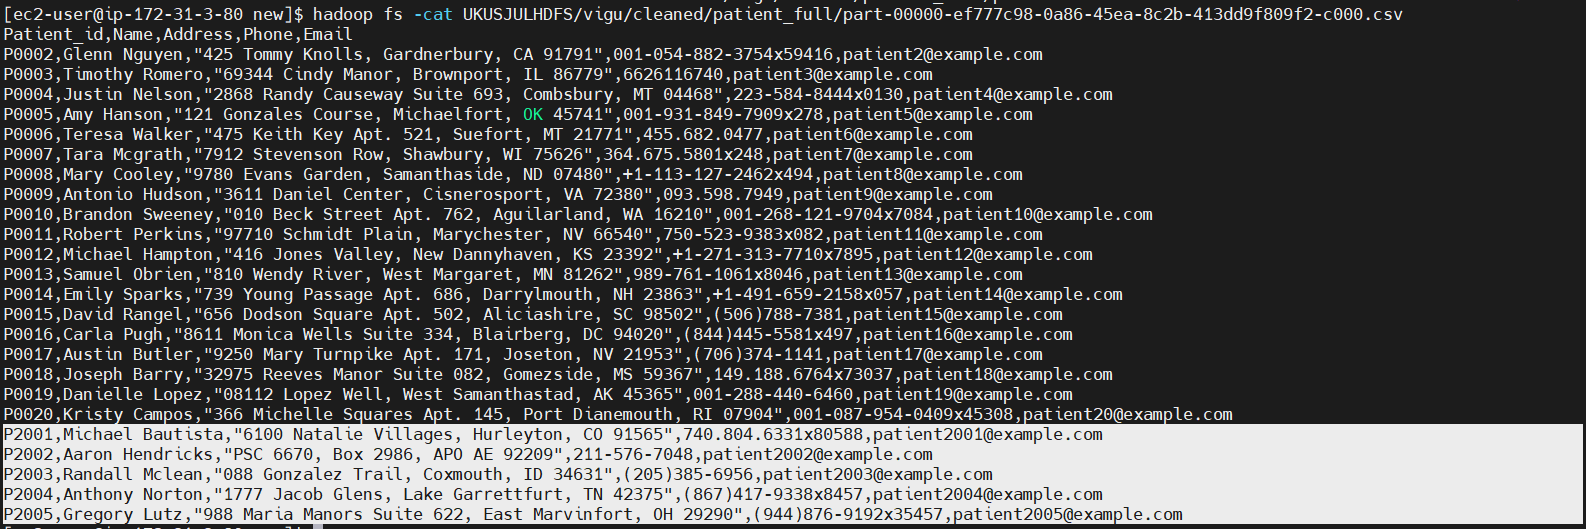 [ec2-user@ip-172-31-3-80 new]$ hadoop fs -cat UKUSJULHDFS/vigu/cleaned/patient_full/part-00000-ef777c98-0a86-45ea-8c2b-413dd9f809f2-c000.csv
Patient_id,Name,Address,Phone,Email
P0002,Glenn Nguyen,"425 Tommy Knolls, Gardnerbury, CA 91791",001-054-882-3754x59416,patient2@example.com
P0003,Timothy Romero,"69344 Cindy Manor, Brownport, IL 86779",6626116740,patient3@example.com
P0004,Justin Nelson,"2868 Randy Causeway Suite 693, Combsbury, MT 04468",223-584-8444x0130,patient4@example.com
P0005,Amy Hanson,"121 Gonzales Course, Michaelfort, OK 45741",001-931-849-7909x278,patient5@example.com
P0006,Teresa Walker,"475 Keith Key Apt. 521, Suefort, MT 21771",455.682.0477,patient6@example.com
P0007,Tara Mcgrath,"7912 Stevenson Row, Shawbury, WI 75626",364.675.5801x248,patient7@example.com
P0008,Mary Cooley,"9780 Evans Garden, Samanthaside, ND 07480",+1-113-127-2462x494,patient8@example.com
P0009,Antonio Hudson,"3611 Daniel Center, Cisnerosport, VA 72380",093.598.7949,patient9@example.com
P0010,Brandon Sweeney,"010 Beck Street Apt. 762, Aguilarland, WA 16210",001-268-121-9704x7084,patient10@example.com
P0011,Robert Perkins,"97710 Schmidt Plain, Marychester, NV 66540",750-523-9383x082,patient11@example.com
P0012,Michael Hampton,"416 Jones Valley, New Dannyhaven, KS 23392",+1-271-313-7710x7895,patient12@example.com
P0013,Samuel Obrien,"810 Wendy River, West Margaret, MN 81262",989-761-1061x8046,patient13@example.com
P0014,Emily Sparks,"739 Young Passage Apt. 686, Darrylmouth, NH 23863",+1-491-659-2158x057,patient14@example.com
P0015,David Rangel,"656 Dodson Square Apt. 502, Aliciashire, SC 98502",(506)788-7381,patient15@example.com
P0016,Carla Pugh,"8611 Monica Wells Suite 334, Blairberg, DC 94020",(844)445-5581x497,patient16@example.com
P0017,Austin Butler,"9250 Mary Turnpike Apt. 171, Joseton, NV 21953",(706)374-1141,patient17@example.com
P0018,Joseph Barry,"32975 Reeves Manor Suite 082, Gomezside, MS 59367",149.188.6764x73037,patient18@example.com
P0019,Danielle Lopez,"08112 Lopez Well, West Samanthastad, AK 45365",001-288-440-6460,patient19@example.com
P0020,Kristy Campos,"366 Michelle Squares Apt. 145, Port Dianemouth, RI 07904",001-087-954-0409x45308,patient20@example.com
P2001,Michael Bautista,"6100 Natalie Villages, Hurleyton, CO 91565",740.804.6331x80588,patient2001@example.com
P2002,Aaron Hendricks,"PSC 6670, Box 2986, APO AE 92209",211-576-7048,patient2002@example.com
P2003,Randall Mclean,"088 Gonzalez Trail, Coxmouth, ID 34631",(205)385-6956,patient2003@example.com
P2004,Anthony Norton,"1777 Jacob Glens, Lake Garrettfurt, TN 42375",(867)417-9338x8457,patient2004@example.com
P2005,Gregory Lutz,"988 Maria Manors Suite 622, East Marvinfort, OH 29290",(944)876-9192x35457,patient2005@example.com